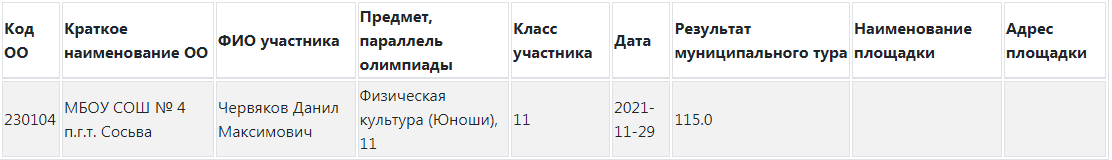 Код ОО
Краткое наименование ОО
ФИО участника
Предмет, параллель олимпиады
Класс участника
Дата
Результат муниципального тура
Наименование площадки
Адрес площадки
230104
МБОУ СОШ № 4 п.г.т. Сосьва
Червяков Данил Максимович
Физическая культура (Юноши), 11
11
2021-11-29
115.0